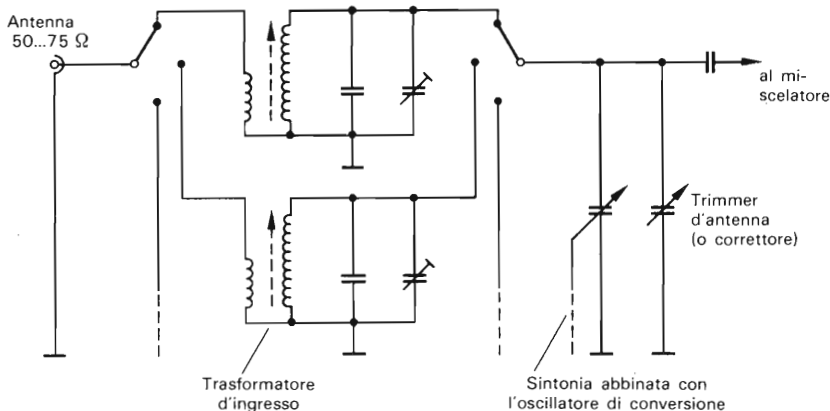 Antenna
50...75 Ω
al mi-
scelatore
Trimmer
d'antenna
(o correttore)
Trasformatore
d'ingresso
Sintonia abbinata con
l'oscillatore di conversione